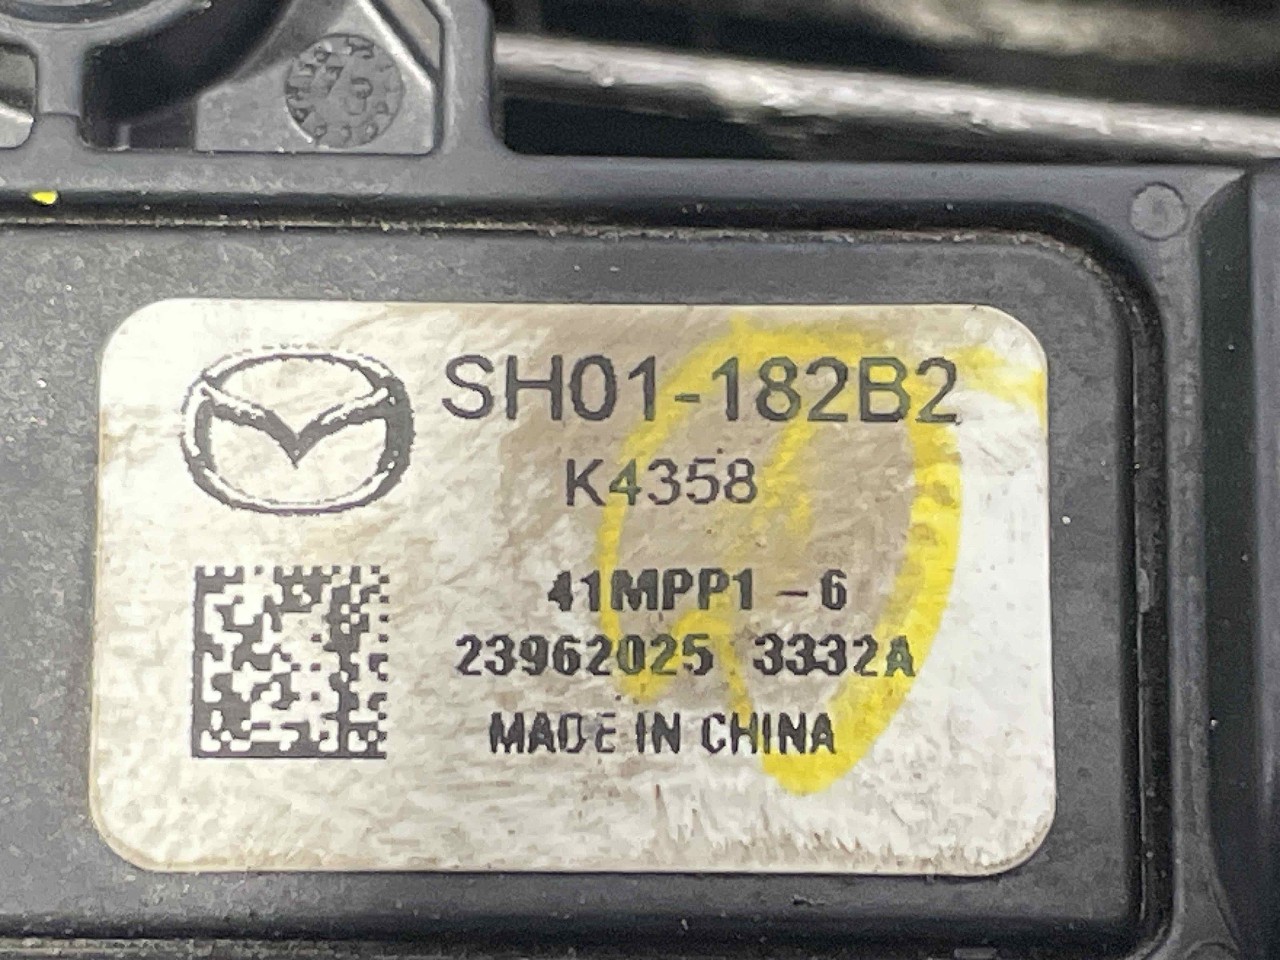 SH01-182B2
K4358
41MPP1 - 6
23962025 3332A
MADE IN CHINA